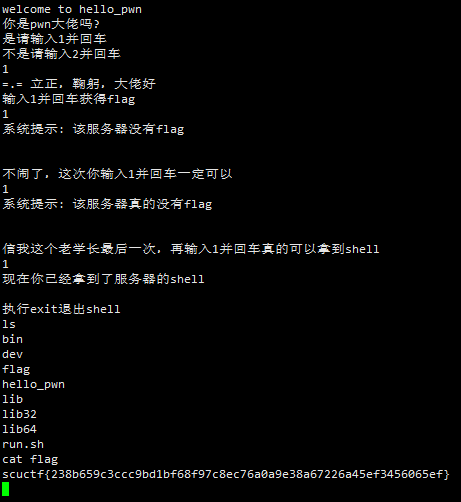 welcome to hello_pwn
你是pwn大佬吗?
是请输入1并回车
不是请输入2并回车
1
=.= 立正, 鞠躬, 大佬好
输入1并回车获得flag
1
系统提示: 该服务器没有flag
不闹了, 这次你输入1并回车一定可以
1
系统提示: 该服务器真的没有flag
信我这个老学长最后一次, 再输入1并回车真的可以拿到shell
1
现在你已经拿到了服务器的shell
执行exit退出shell
ls
bin
dev
flag
hello_pwn
lib
lib32
lib64
run.sh
cat flag
scuctf{238b659c3ccc9bd1bf68f97c8ec76a0a9e38a67226a45ef3456065ef}